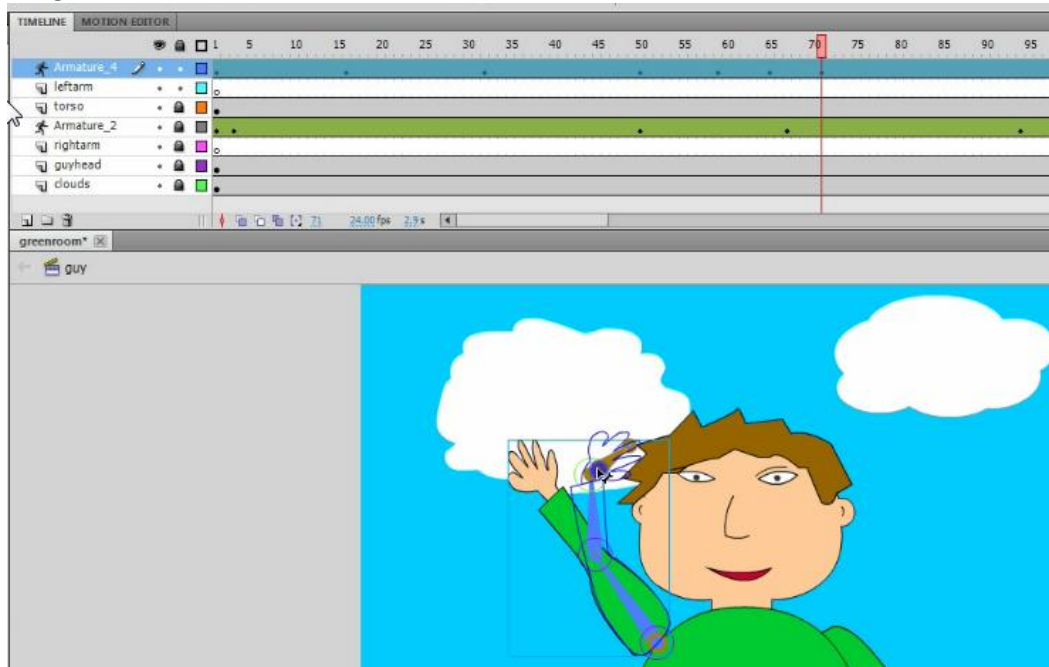 TIMELINE MOTION EDITOR
1 5 10 15 20 25 30 35 40 45 50 55 60 65 70 75 80 85 90 95
Armature_4
leftarm
torso
Armature_2
rightarm
guyhead
clouds
71 24.00 fps 2.9 s
greenroom*
guy